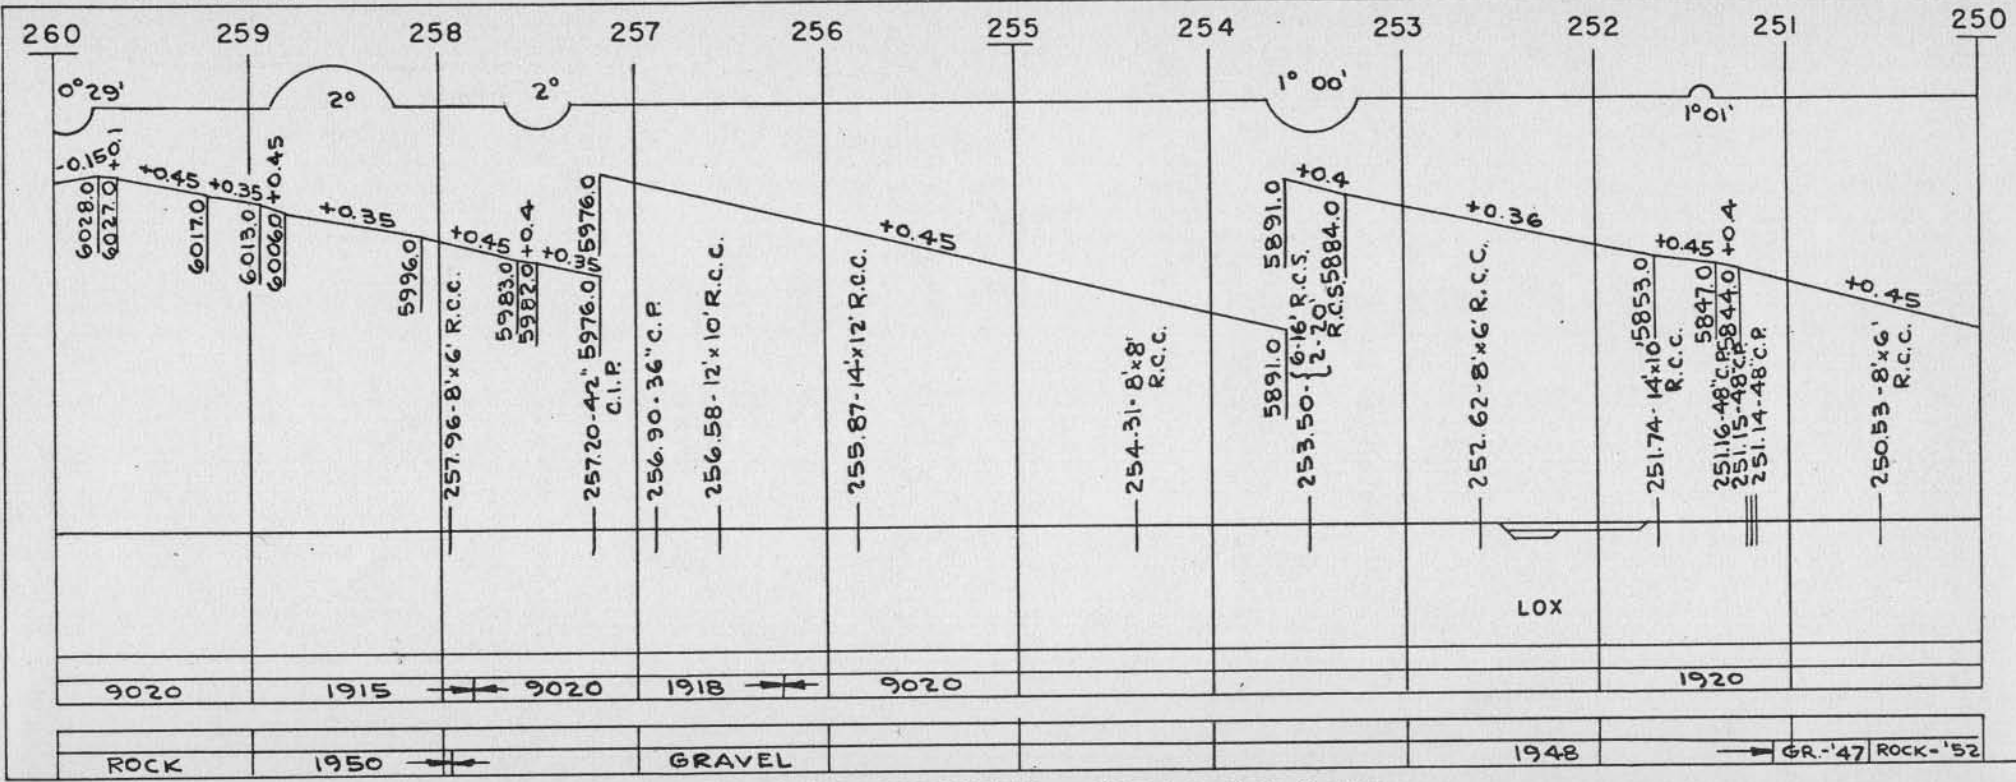 260 259 258 257 256 255 254 253 252 251 250
0°29' 2° 2° 1° 00' 1°01'
-0.15 +0.1 +0.45 +0.35 +0.45 +0.35 +0.45 +0.4 +0.35 +0.45 +0.4 +0.36 +0.45 +0.4 +0.45
6028.0
6027.0
6017.0
6013.0
6006.0
5996.0
257.96-8'x6' R.C.C.
5983.0
5982.0
5976.0
257.20-42" 5976.0
C.I.P.
256.90-36" C.P.
256.58-12'x10' R.C.C.
255.87-14'x12' R.C.C.
254.31-8'x8'
R.C.C.
5891.0
5891.0
253.50-{6-16' R.C.S.
{2-20' R.C.S.
5884.0
252.62-8'x6' R.C.C.
251.74-14'x10'
R.C.C.
5853.0
5847.0
5844.0
251.16-48" C.P.
251.15-48" C.P.
251.14-48" C.P.
250.53-8'x6'
R.C.C.
LOX
9020 1915 9020 1918 9020 1920
ROCK 1950 GRAVEL 1948 GR.-'47 ROCK-'52